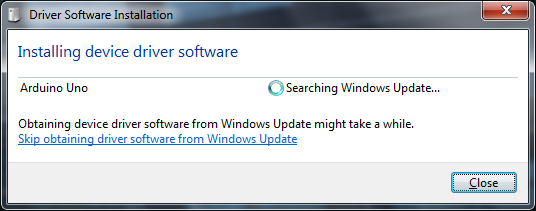 Driver Software Installation
Installing device driver software
Arduino Uno Searching Windows Update...
Obtaining device driver software from Windows Update might take a while.
Skip obtaining driver software from Windows Update
Close